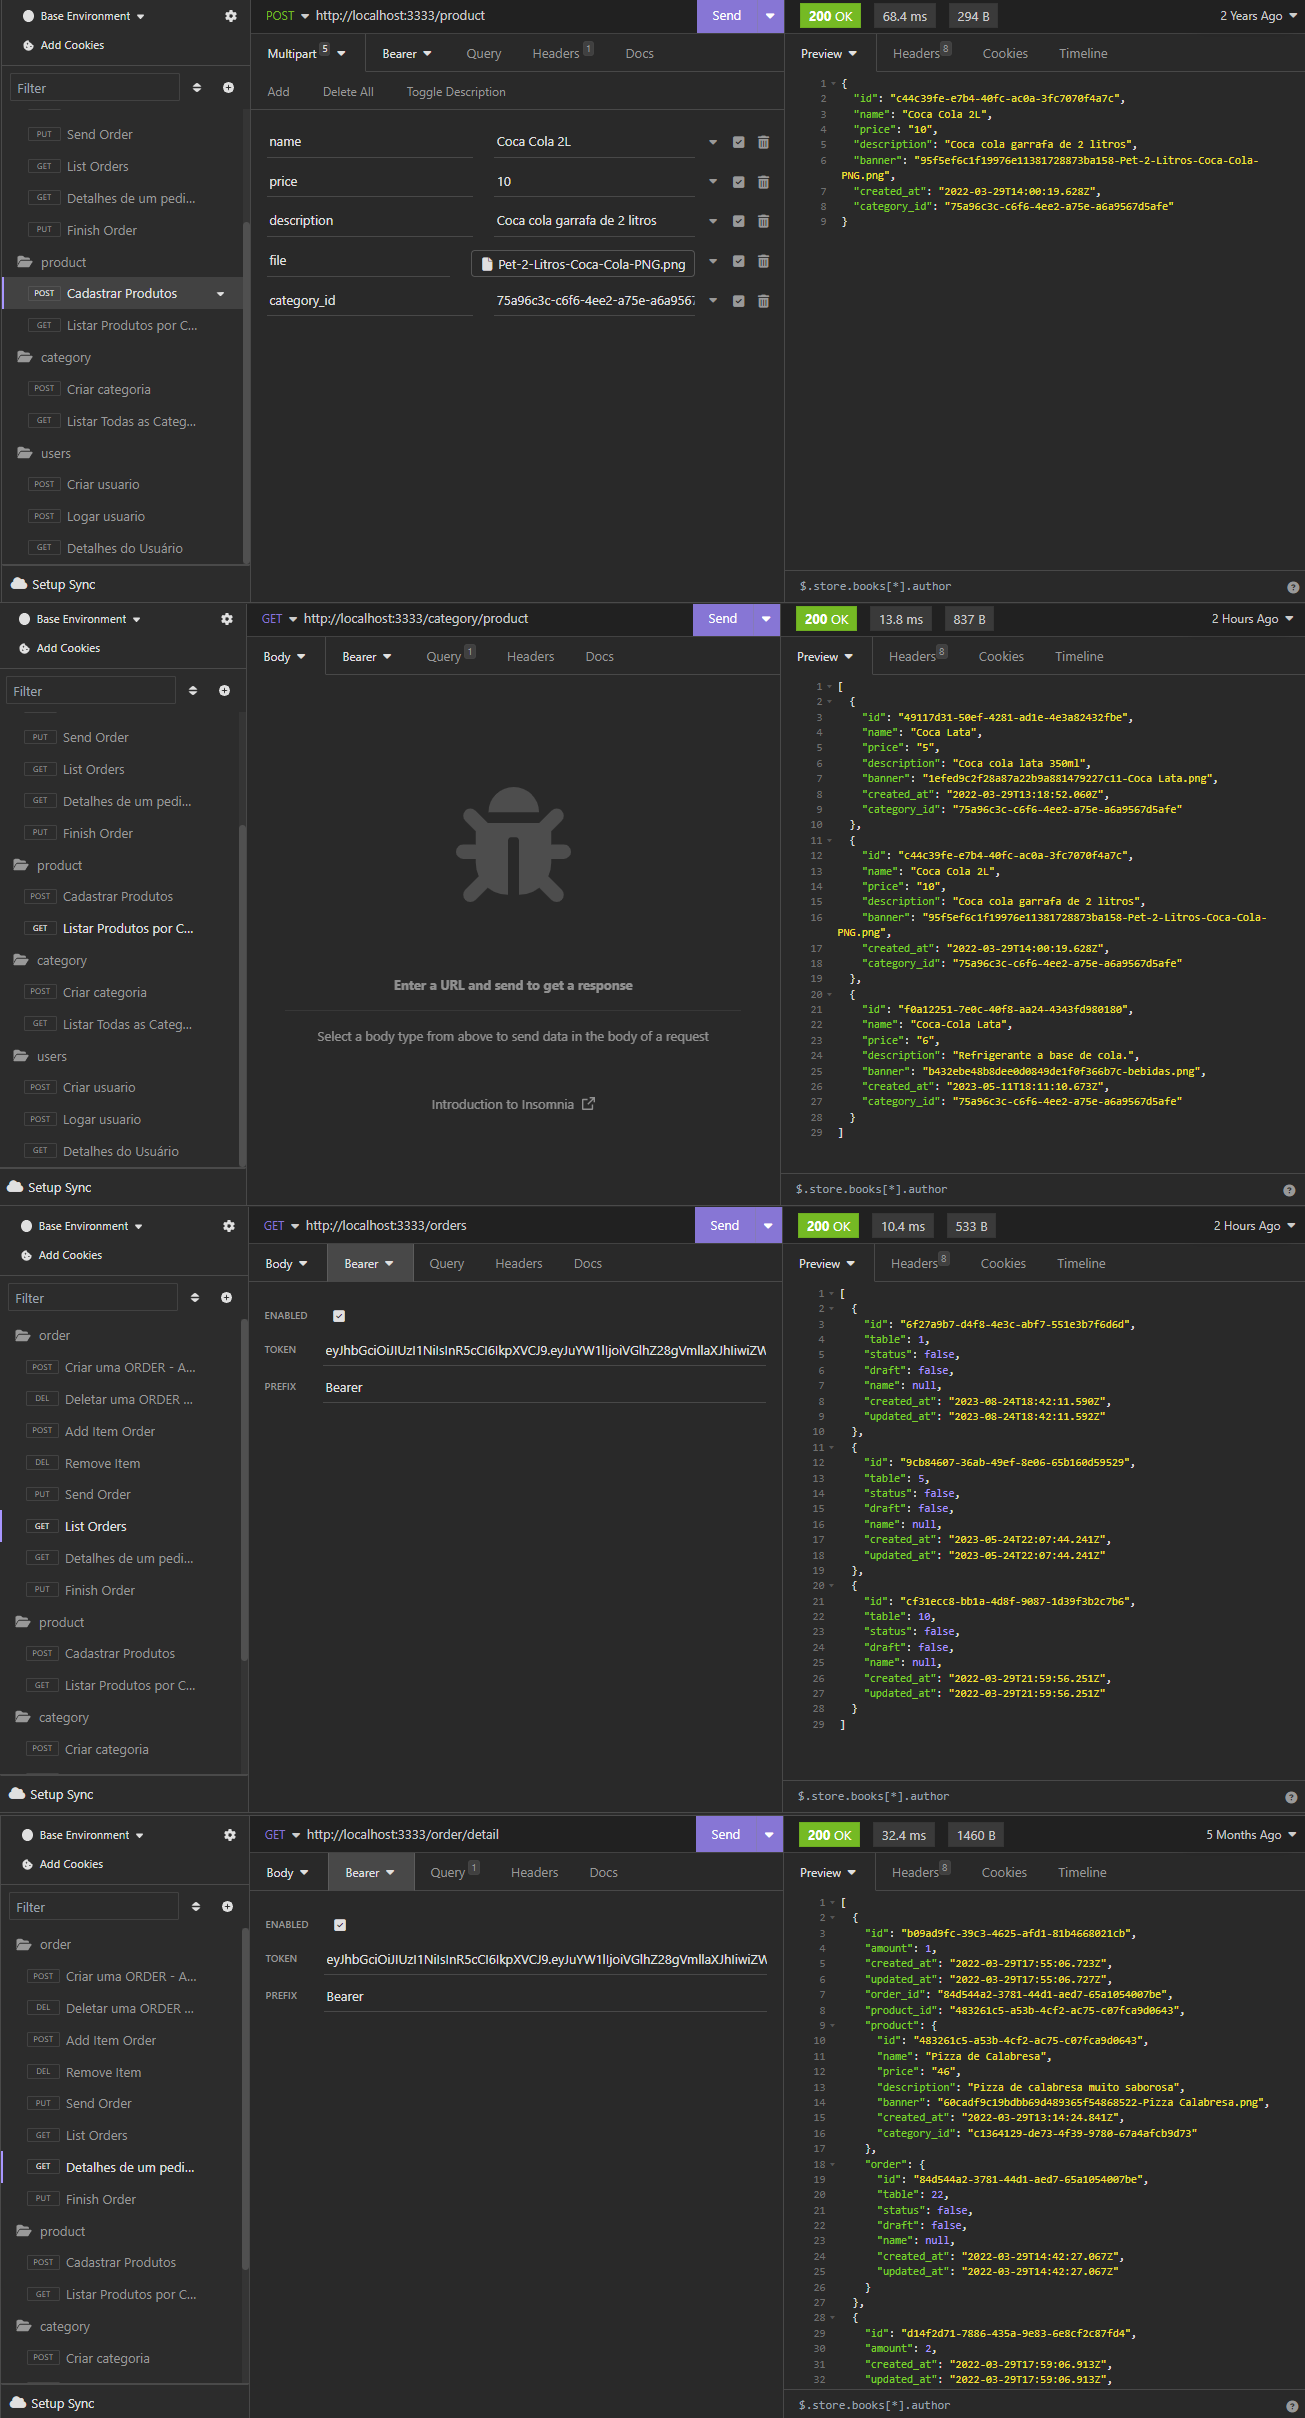 Base Environment
Add Cookies
Filter
PUT Send Order
GET List Orders
GET Detalhes de um pedi...
PUT Finish Order
product
POST Cadastrar Produtos
GET Listar Produtos por C...
category
POST Criar categoria
GET Listar Todas as Categ...
users
POST Criar usuario
POST Logar usuario
GET Detalhes do Usuário
Setup Sync
POST http://localhost:3333/product Send
Multipart 5 Bearer Query Headers 1 Docs
Add Delete All Toggle Description
name Coca Cola 2L
price 10
description Coca cola garrafa de 2 litros
file Pet-2-Litros-Coca-Cola-PNG.png
category_id 75a96c3c-c6f6-4ee2-a75e-a6a9567
200 OK 68.4 ms 294 B 2 Years Ago
Preview Headers 8 Cookies Timeline
1 {
2 "id": "c44c39fe-e7b4-40fc-ac0a-3fc7070f4a7c",
3 "name": "Coca Cola 2L",
4 "price": "10",
5 "description": "Coca cola garrafa de 2 litros",
6 "banner": "95f5ef6c1f19976e11381728873ba158-Pet-2-Litros-Coca-Cola-
PNG.png",
7 "created_at": "2022-03-29T14:00:19.628Z",
8 "category_id": "75a96c3c-c6f6-4ee2-a75e-a6a9567d5afe"
9 }
$.store.books[*].author
Base Environment
Add Cookies
Filter
PUT Send Order
GET List Orders
GET Detalhes de um pedi...
PUT Finish Order
product
POST Cadastrar Produtos
GET Listar Produtos por C...
category
POST Criar categoria
GET Listar Todas as Categ...
users
POST Criar usuario
POST Logar usuario
GET Detalhes do Usuário
Setup Sync
GET http://localhost:3333/category/product Send
Body Bearer Query 1 Headers Docs
Enter a URL and send to get a response
Select a body type from above to send data in the body of a request
Introduction to Insomnia
200 OK 13.8 ms 837 B 2 Hours Ago
Preview Headers 8 Cookies Timeline
1 [
2 {
3 "id": "49117d31-50ef-4281-ad1e-4e3a82432fbe",
4 "name": "Coca Lata",
5 "price": "5",
6 "description": "Coca cola lata 350ml",
7 "banner": "1efed9c2f28a87a22b9a881479227c11-Coca Lata.png",
8 "created_at": "2022-03-29T13:18:52.060Z",
9 "category_id": "75a96c3c-c6f6-4ee2-a75e-a6a9567d5afe"
10 },
11 {
12 "id": "c44c39fe-e7b4-40fc-ac0a-3fc7070f4a7c",
13 "name": "Coca Cola 2L",
14 "price": "10",
15 "description": "Coca cola garrafa de 2 litros",
16 "banner": "95f5ef6c1f19976e11381728873ba158-Pet-2-Litros-Coca-Cola-
PNG.png",
17 "created_at": "2022-03-29T14:00:19.628Z",
18 "category_id": "75a96c3c-c6f6-4ee2-a75e-a6a9567d5afe"
19 },
20 {
21 "id": "f0a12251-7e0c-40f8-aa24-4343fd980180",
22 "name": "Coca-Cola Lata",
23 "price": "6",
24 "description": "Refrigerante a base de cola.",
25 "banner": "b432ebe48b8dee0d0849de1f0f366b7c-bebidas.png",
26 "created_at": "2023-05-11T18:11:10.673Z",
27 "category_id": "75a96c3c-c6f6-4ee2-a75e-a6a9567d5afe"
28 }
29 ]
$.store.books[*].author
Base Environment
Add Cookies
Filter
order
POST Criar uma ORDER - A...
DEL Deletar uma ORDER ...
POST Add Item Order
DEL Remove Item
PUT Send Order
GET List Orders
GET Detalhes de um pedi...
PUT Finish Order
product
POST Cadastrar Produtos
GET Listar Produtos por C...
category
POST Criar categoria
Setup Sync
GET http://localhost:3333/orders Send
Body Bearer Query Headers Docs
ENABLED
TOKEN eyJhbGciOiJIUzI1NiIsInR5cCI6IkpXVCJ9.eyJuYW1lIjoiVGlhZ28gVmllaXJhIiwiZW
PREFIX Bearer
200 OK 10.4 ms 533 B 2 Hours Ago
Preview Headers 8 Cookies Timeline
1 [
2 {
3 "id": "6f27a9b7-d4f8-4e3c-abf7-551e3b7f6d6d",
4 "table": 1,
5 "status": false,
6 "draft": false,
7 "name": null,
8 "created_at": "2023-08-24T18:42:11.590Z",
9 "updated_at": "2023-08-24T18:42:11.592Z"
10 },
11 {
12 "id": "9cb84607-36ab-49ef-8e06-65b160d59529",
13 "table": 5,
14 "status": false,
15 "draft": false,
16 "name": null,
17 "created_at": "2023-05-24T22:07:44.241Z",
18 "updated_at": "2023-05-24T22:07:44.241Z"
19 },
20 {
21 "id": "cf31ecc8-bb1a-4d8f-9087-1d39f3b2c7b6",
22 "table": 10,
23 "status": false,
24 "draft": false,
25 "name": null,
26 "created_at": "2022-03-29T21:59:56.251Z",
27 "updated_at": "2022-03-29T21:59:56.251Z"
28 }
29 ]
$.store.books[*].author
Base Environment
Add Cookies
Filter
order
POST Criar uma ORDER - A...
DEL Deletar uma ORDER ...
POST Add Item Order
DEL Remove Item
PUT Send Order
GET List Orders
GET Detalhes de um pedi...
PUT Finish Order
product
POST Cadastrar Produtos
GET Listar Produtos por C...
category
POST Criar categoria
Setup Sync
GET http://localhost:3333/order/detail Send
Body Bearer Query 1 Headers Docs
ENABLED
TOKEN eyJhbGciOiJIUzI1NiIsInR5cCI6IkpXVCJ9.eyJuYW1lIjoiVGlhZ28gVmllaXJhIiwiZW
PREFIX Bearer
200 OK 32.4 ms 1460 B 5 Months Ago
Preview Headers 8 Cookies Timeline
1 [
2 {
3 "id": "b09ad9fc-39c3-4625-afd1-81b4668021cb",
4 "amount": 1,
5 "created_at": "2022-03-29T17:55:06.723Z",
6 "updated_at": "2022-03-29T17:55:06.727Z",
7 "order_id": "84d544a2-3781-44d1-aed7-65a1054007be",
8 "product_id": "483261c5-a53b-4cf2-ac75-c07fca9d0643",
9 "product": {
10 "id": "483261c5-a53b-4cf2-ac75-c07fca9d0643",
11 "name": "Pizza de Calabresa",
12 "price": "46",
13 "description": "Pizza de calabresa muito saborosa",
14 "banner": "60cadf9c19bdbb69d489365f54868522-Pizza Calabresa.png",
15 "created_at": "2022-03-29T13:14:24.841Z",
16 "category_id": "c1364129-de73-4f39-9780-67a4afcb9d73"
17 },
18 "order": {
19 "id": "84d544a2-3781-44d1-aed7-65a1054007be",
20 "table": 22,
21 "status": false,
22 "draft": false,
23 "name": null,
24 "created_at": "2022-03-29T14:42:27.067Z",
25 "updated_at": "2022-03-29T14:42:27.067Z"
26 }
27 },
28 {
29 "id": "d14f2d71-7886-435a-9e83-6e8cf2c87fd4",
30 "amount": 2,
31 "created_at": "2022-03-29T17:59:06.913Z",
32 "updated_at": "2022-03-29T17:59:06.913Z",
$.store.books[*].author